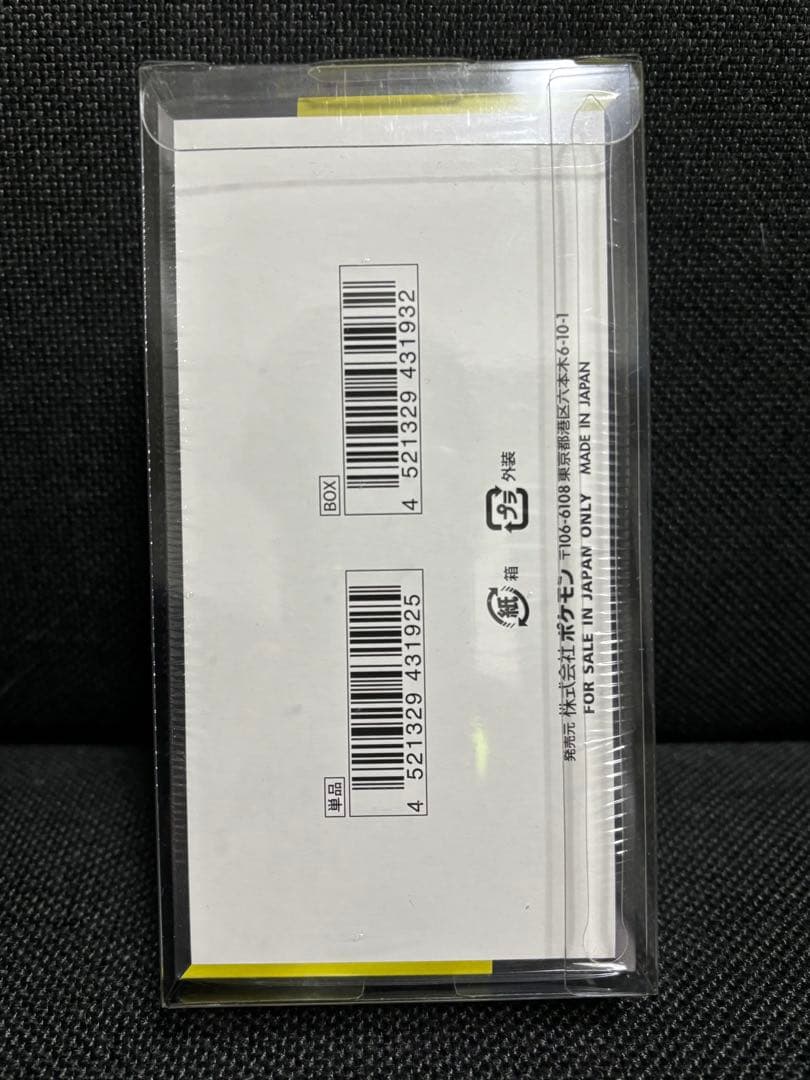 BOX
4 521329 431932
単品
4 521329 431925
プラ 外装
紙 箱
発売元 株式会社ポケモン 〒106-6108 東京都港区六本木6-10-1
FOR SALE IN JAPAN ONLY MADE IN JAPAN